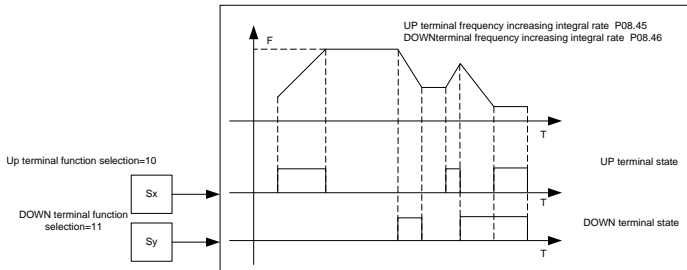 UP terminal frequency increasing integral rate P08.45
DOWNterminal frequency increasing integral rate P08.46
F
T
Up terminal function selection=10
UP terminal state
Sx
T
DOWN terminal function
selection=11
DOWN terminal state
Sy
T